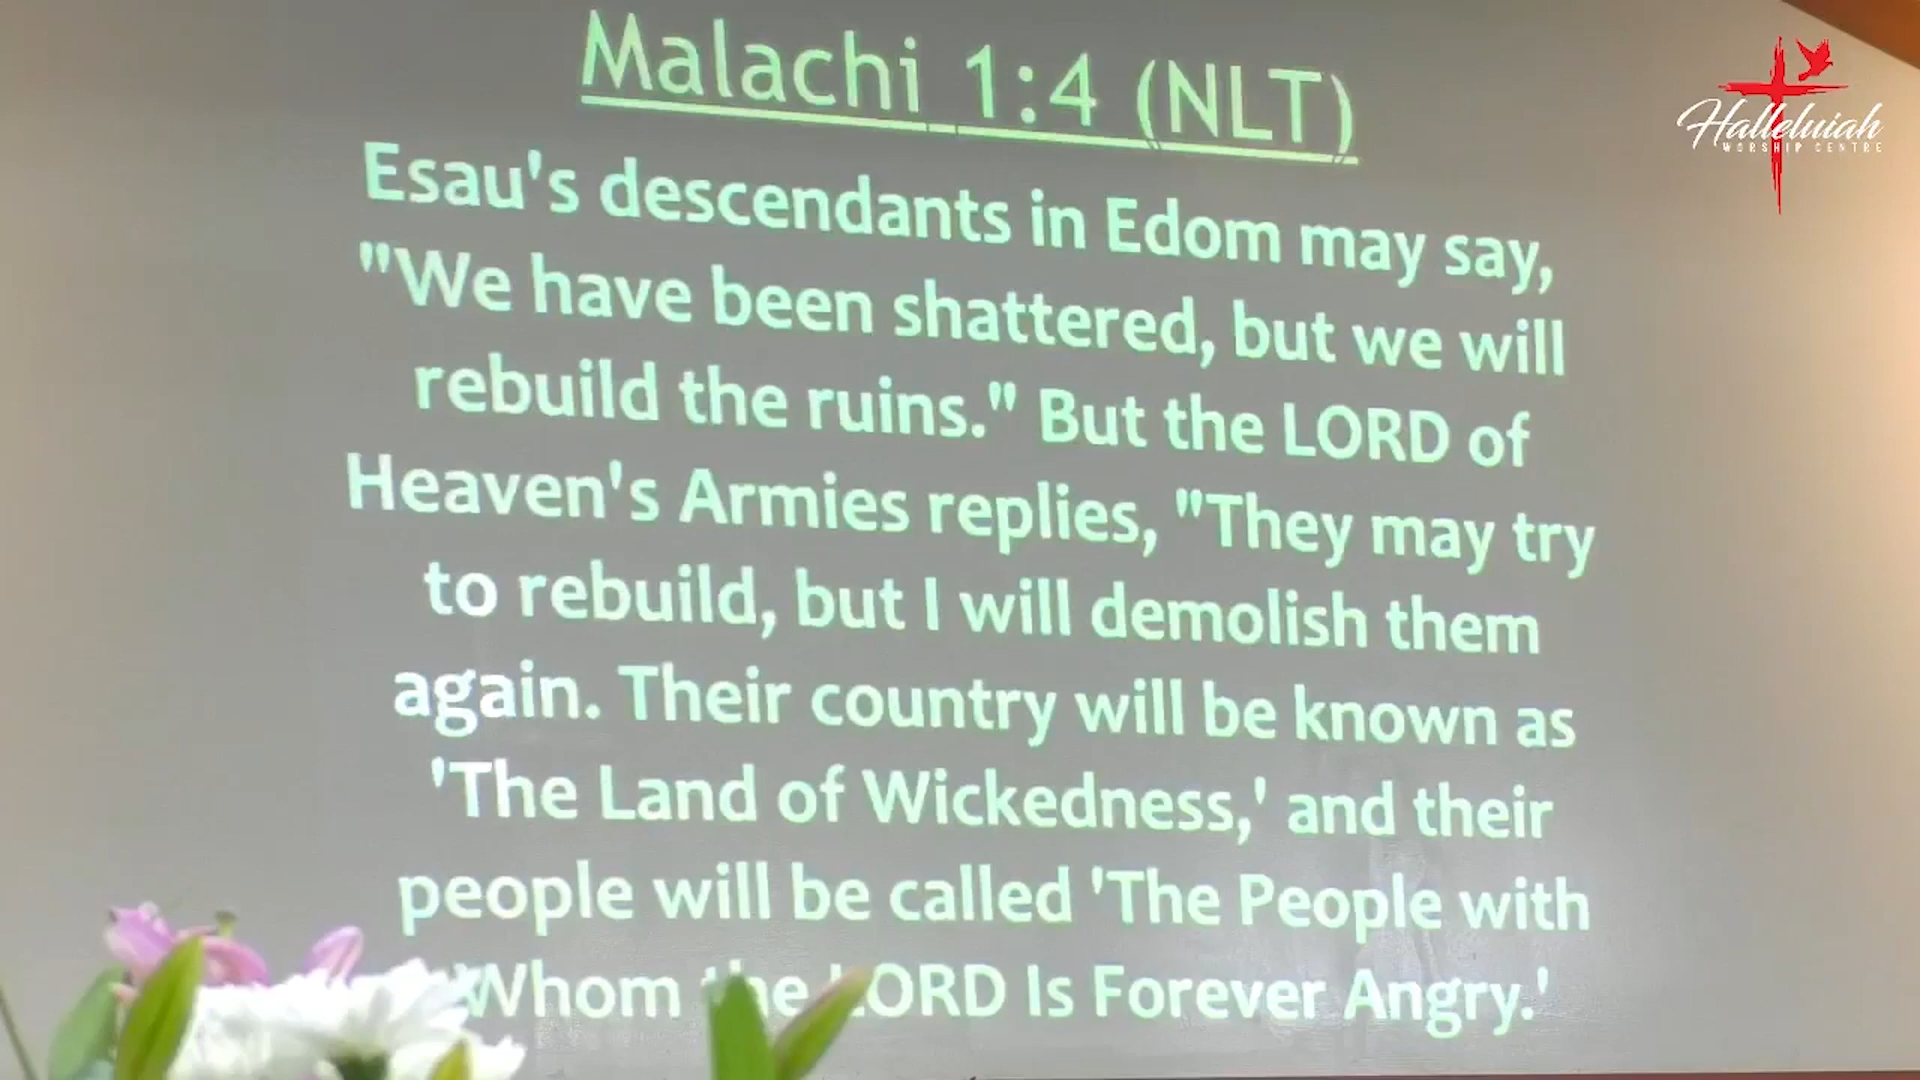 Malachi 1:4 (NLT)
Esau's descendants in Edom may say,
"We have been shattered, but we will
rebuild the ruins." But the LORD of
Heaven's Armies replies, "They may try
to rebuild, but I will demolish them
again. Their country will be known as
'The Land of Wickedness,' and their
people will be called 'The People with
Whom the LORD Is Forever Angry.'
Halleluiah
WORSHIP CENTRE